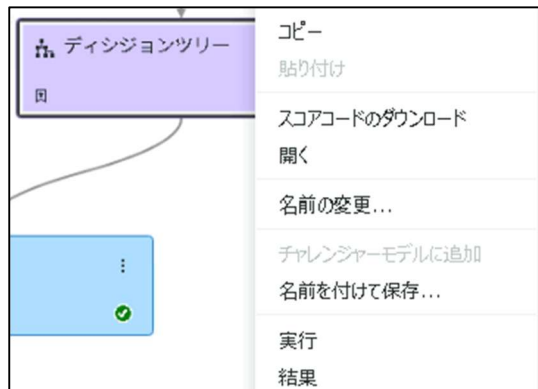 ディシジョンツリー
コピー
貼り付け
スコアコードのダウンロード
開く
名前の変更...
チャレンジャーモデルに追加
名前を付けて保存...
実行
結果